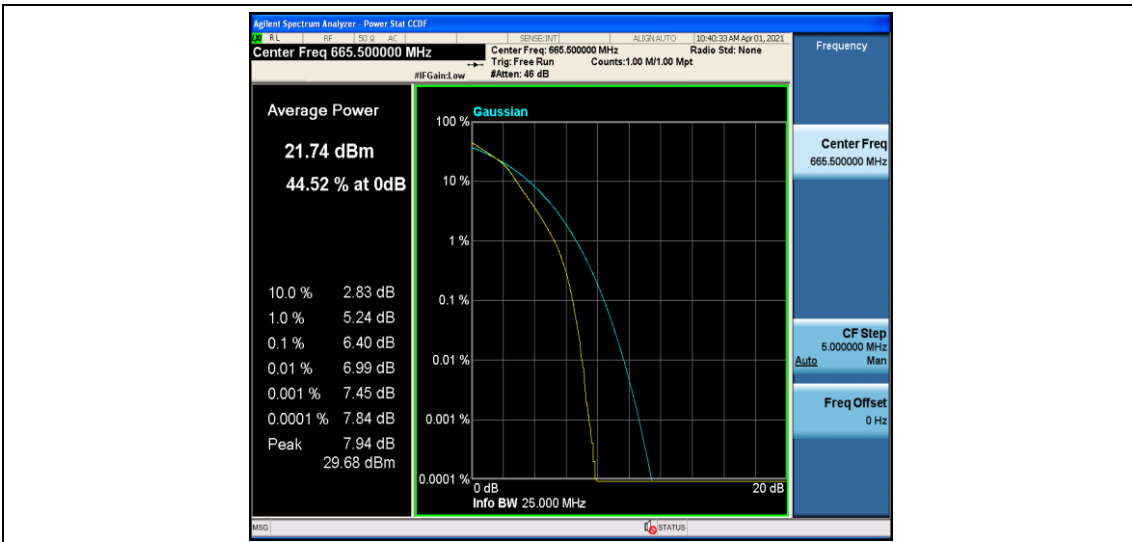 Agilent Spectrum Analyzer - Power Stat CCDF
RL RF 50 Ω AC SENSE:INT ALIGN AUTO 10:40:33 AM Apr 01, 2021
Center Freq 665.500000 MHz
Center Freq: 665.500000 MHz Radio Std: None
Trig: Free Run Counts:1.00 M/1.00 Mpt
#IFGain:Low #Atten: 46 dB
Frequency
Average Power
21.74 dBm
44.52 % at 0dB
10.0 % 2.83 dB
1.0 % 5.24 dB
0.1 % 6.40 dB
0.01 % 6.99 dB
0.001 % 7.45 dB
0.0001 % 7.84 dB
Peak 7.94 dB
29.68 dBm
Gaussian
100 %
10 %
1 %
0.1 %
0.01 %
0.001 %
0.0001 %
0 dB 20 dB
Info BW 25.000 MHz
Center Freq
665.500000 MHz
CF Step
5.000000 MHz
Auto Man
Freq Offset
0 Hz
MSG STATUS